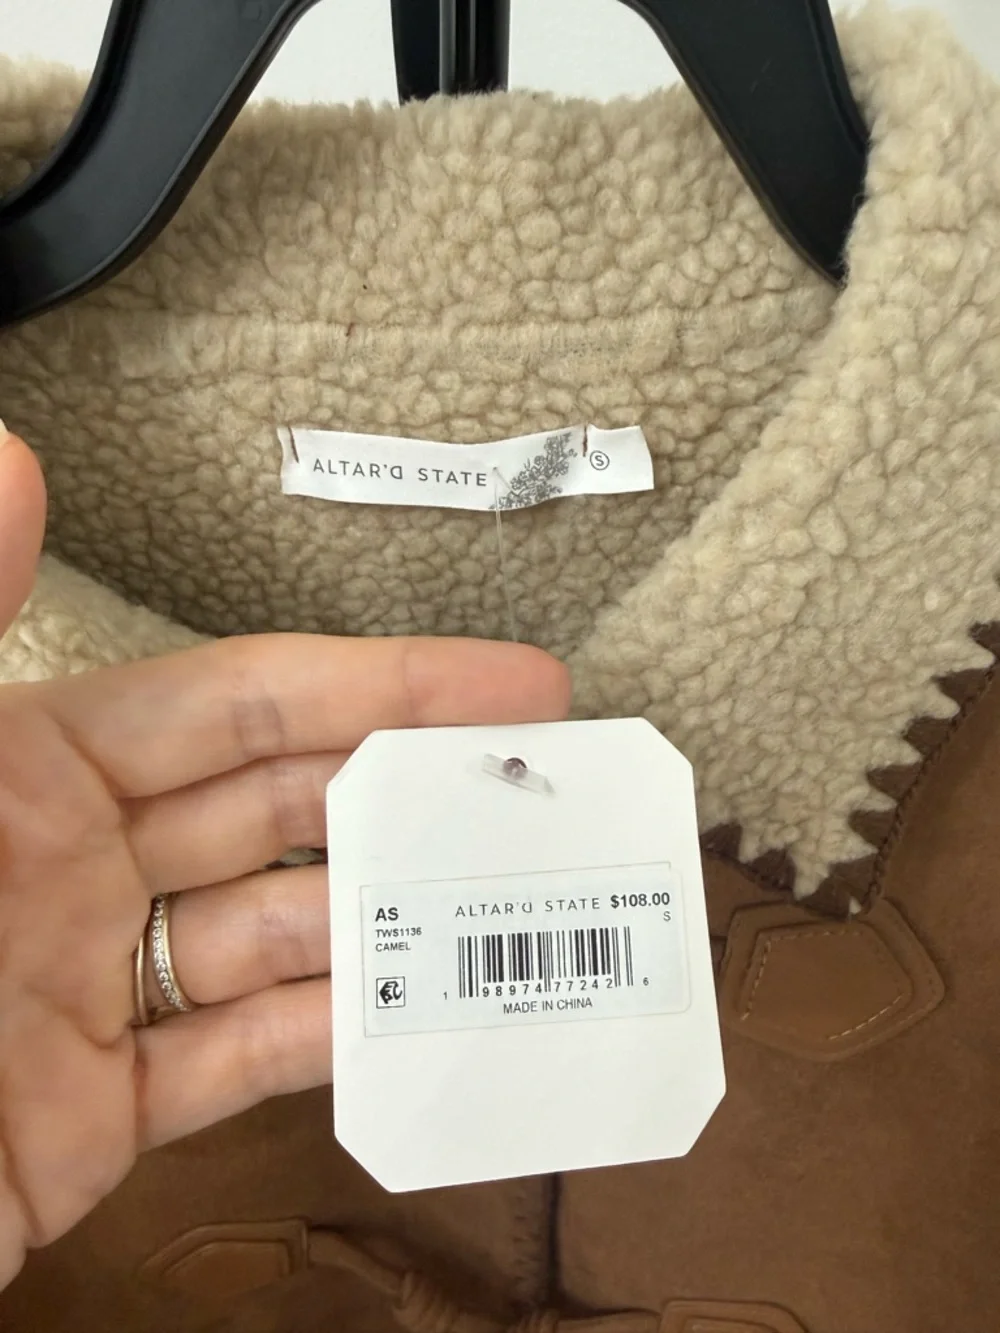 ALTAR'D STATE Ⓢ
AS ALTAR'D STATE $108.00
TWS1136 S
CAMEL
1 98974 77242 6
MADE IN CHINA